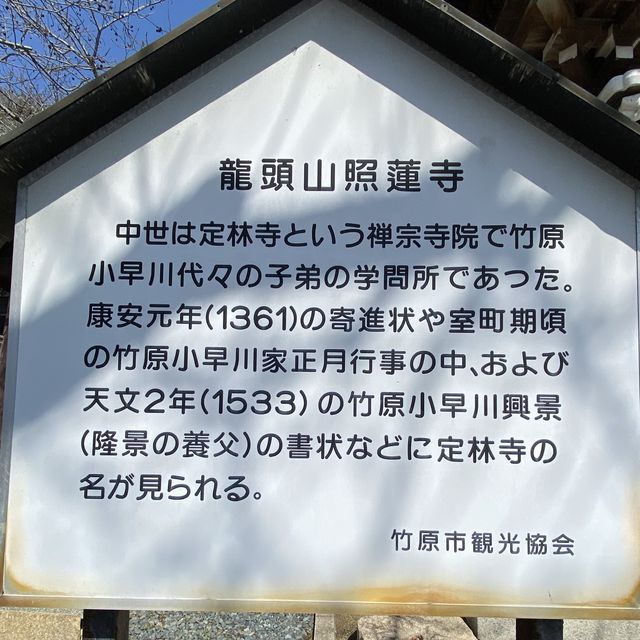 龍頭山照蓮寺
中世は定林寺という禅宗寺院で竹原
小早川代々の子弟の学問所であつた。
康安元年(1361)の寄進状や室町期頃
の竹原小早川家正月行事の中、および
天文2年(1533)の竹原小早川興景
(隆景の養父)の書状などに定林寺の
名が見られる。
竹原市観光協会